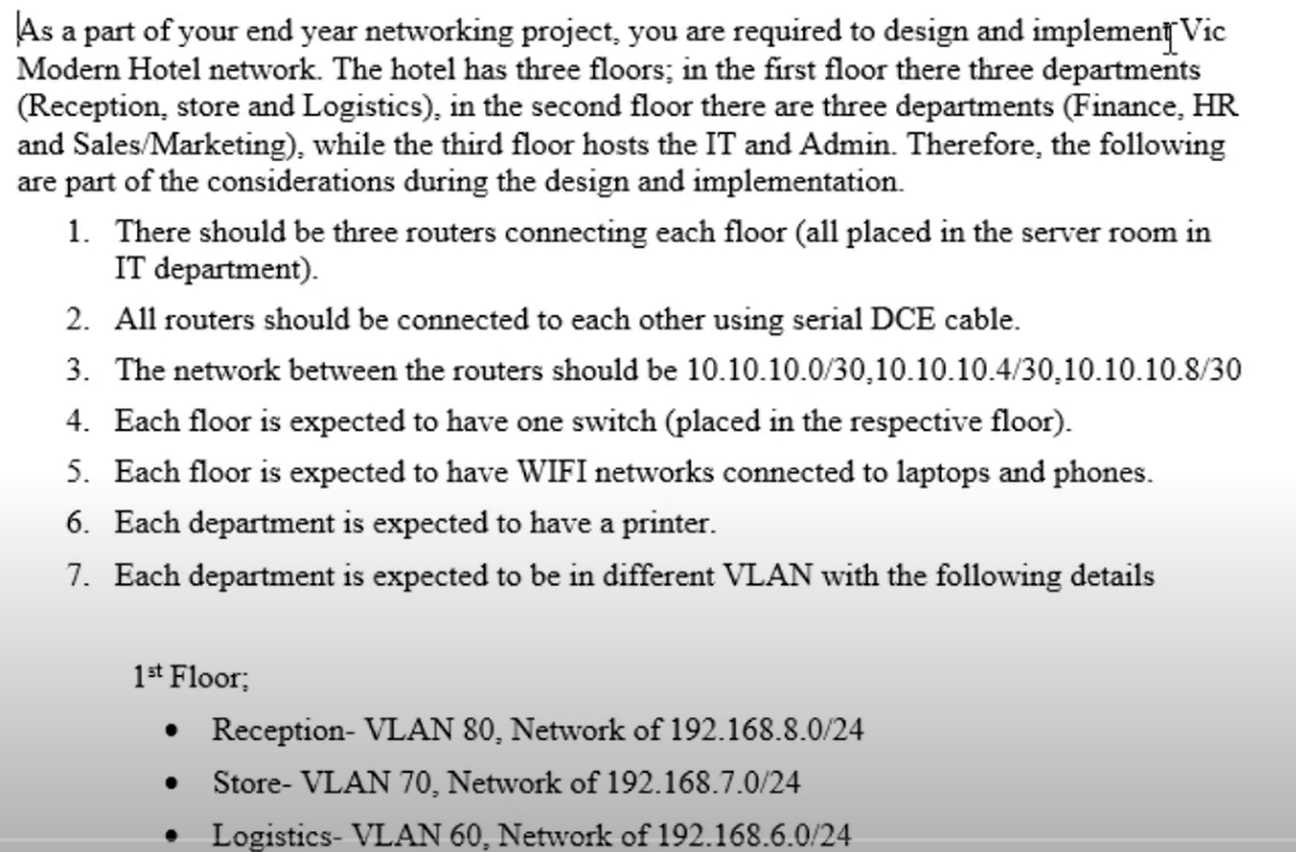 As a part of your end year networking project, you are required to design and implement Vic
Modern Hotel network. The hotel has three floors; in the first floor there three departments
(Reception, store and Logistics), in the second floor there are three departments (Finance, HR
and Sales/Marketing), while the third floor hosts the IT and Admin. Therefore, the following
are part of the considerations during the design and implementation.
1. There should be three routers connecting each floor (all placed in the server room in
IT department).
2. All routers should be connected to each other using serial DCE cable.
3. The network between the routers should be 10.10.10.0/30,10.10.10.4/30,10.10.10.8/30
4. Each floor is expected to have one switch (placed in the respective floor).
5. Each floor is expected to have WIFI networks connected to laptops and phones.
6. Each department is expected to have a printer.
7. Each department is expected to be in different VLAN with the following details
1st Floor;
• Reception- VLAN 80, Network of 192.168.8.0/24
• Store- VLAN 70, Network of 192.168.7.0/24
• Logistics- VLAN 60, Network of 192.168.6.0/24